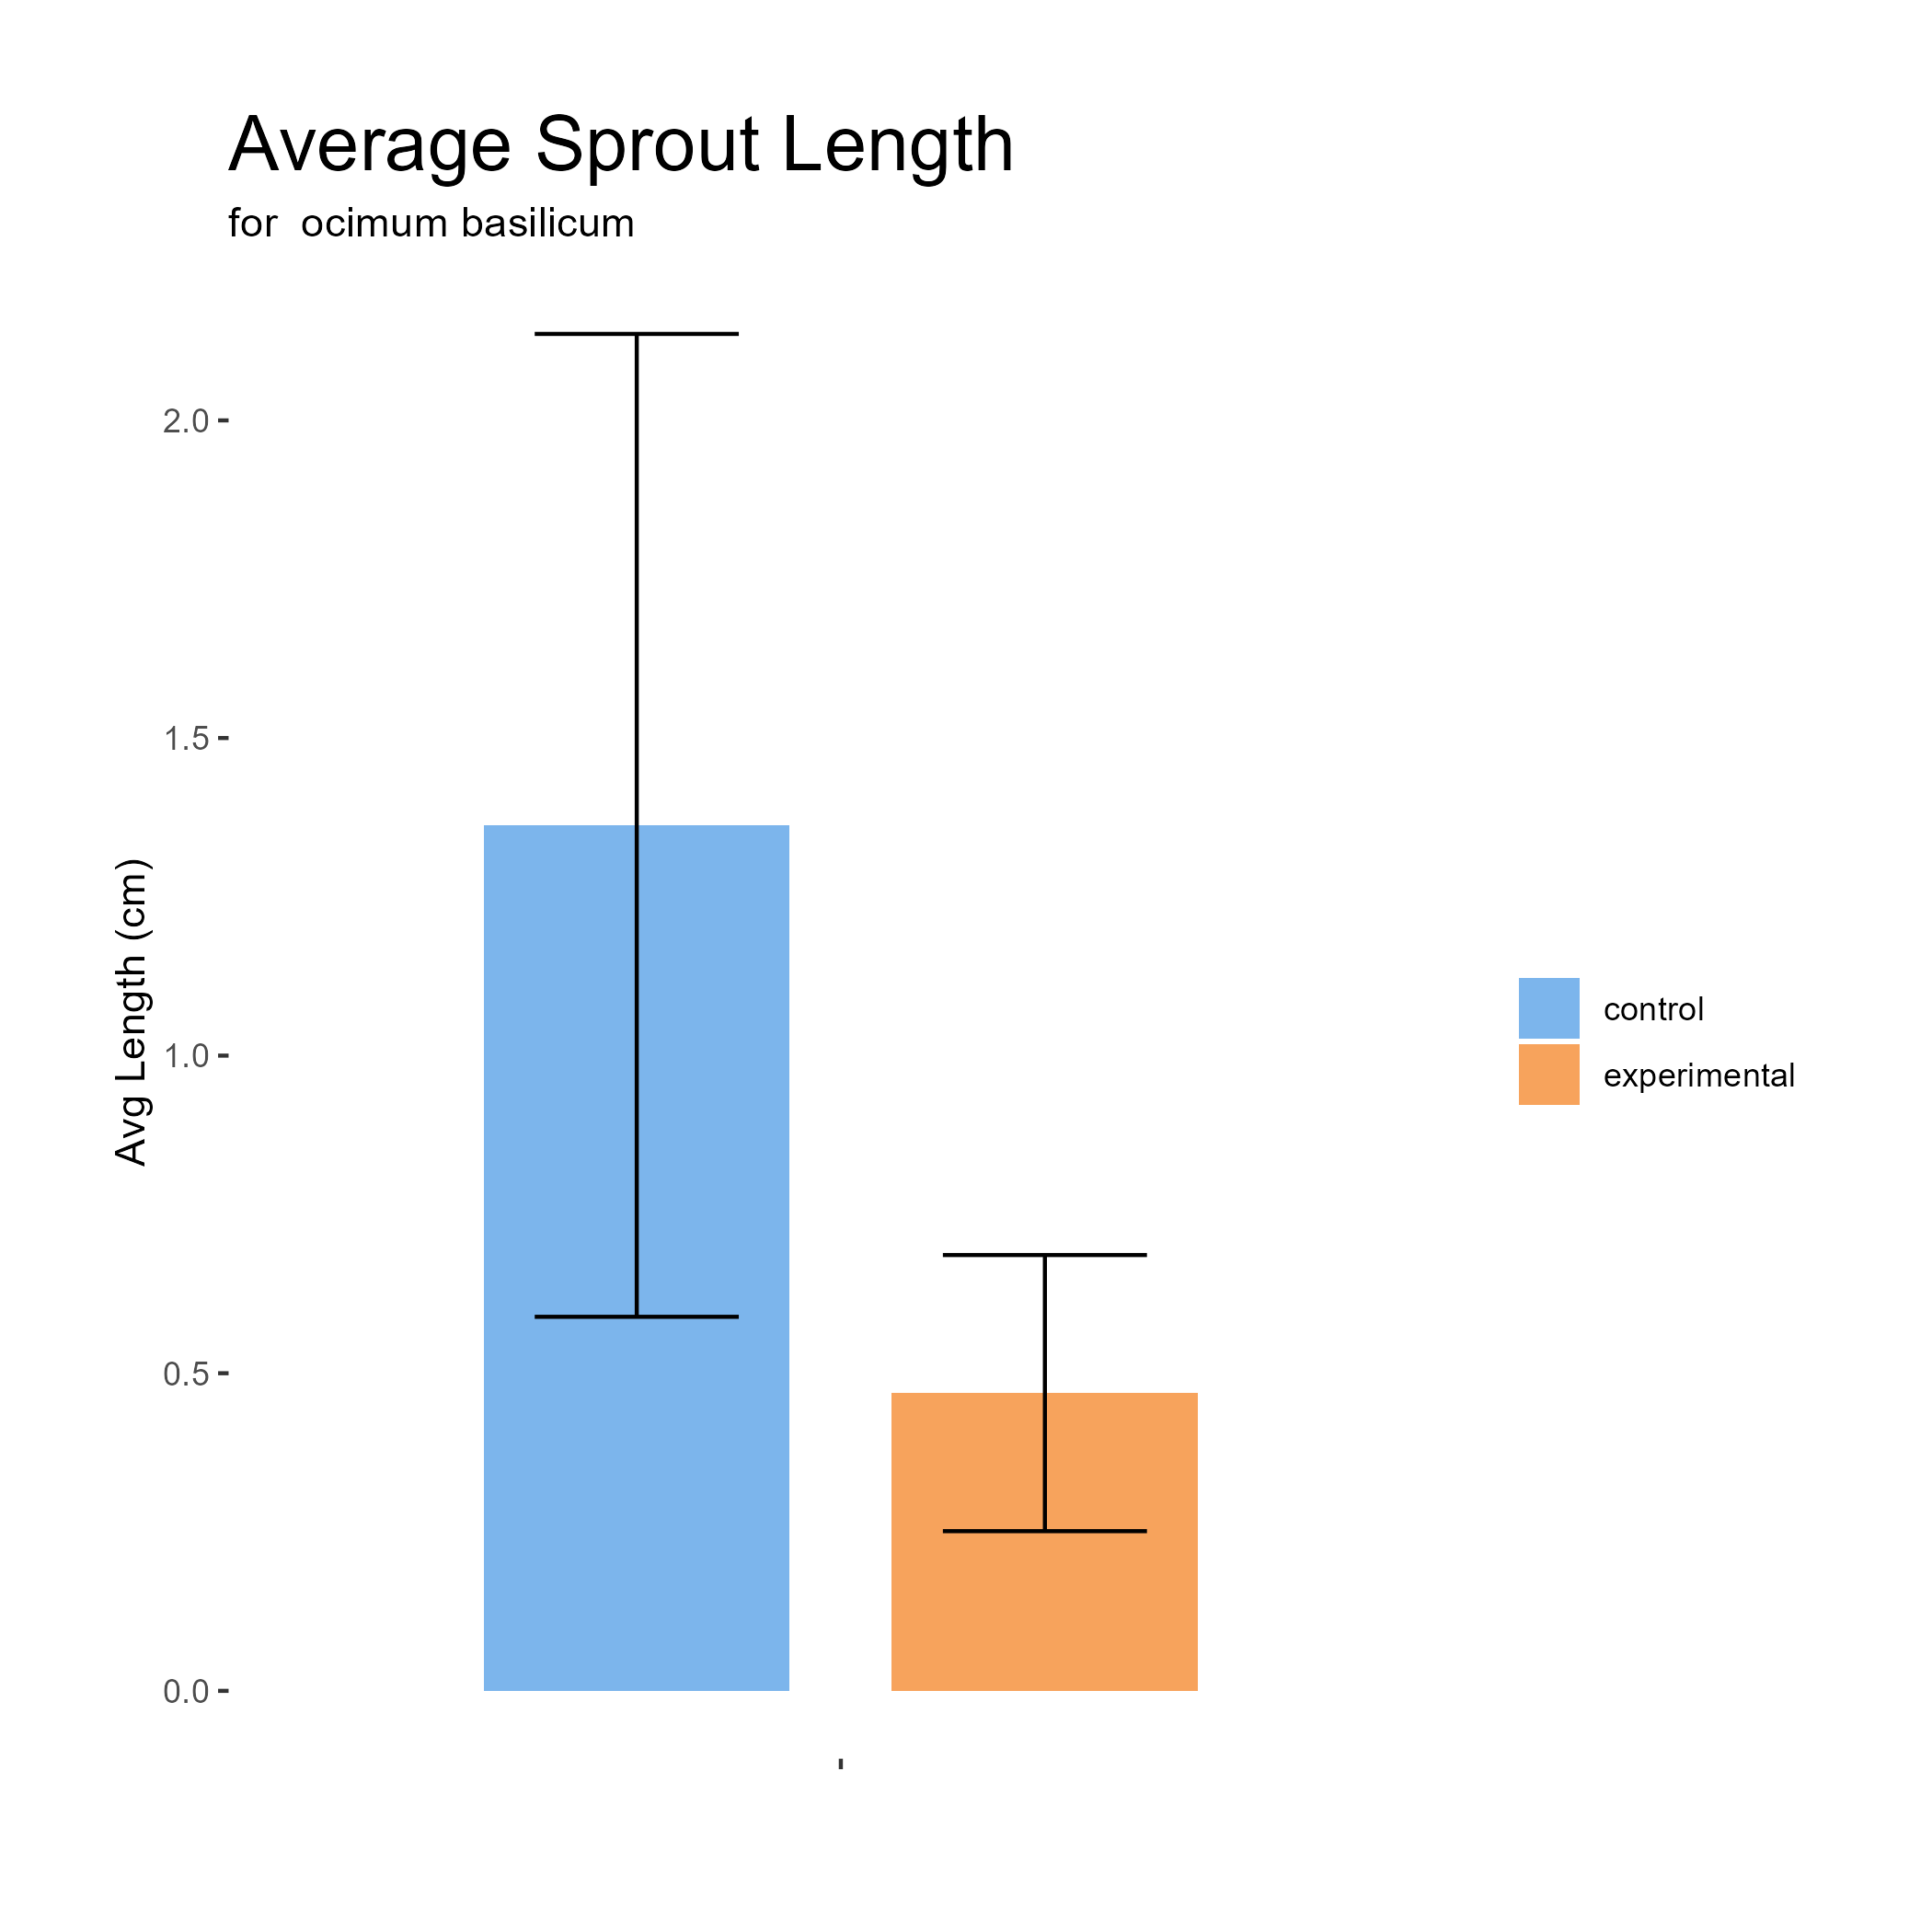 Average Sprout Length
for  ocimum basilicum
Avg Length (cm)
2.0
1.5
1.0
0.5
0.0
control
experimental